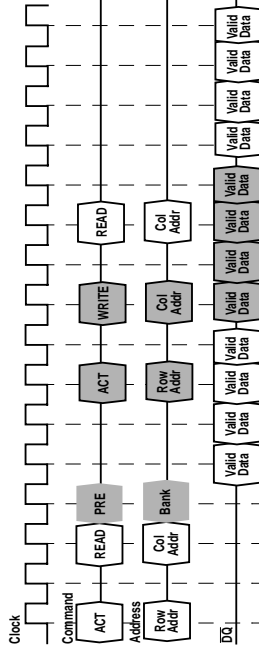 Clock
Command
ACT
READ
PRE
ACT
WRITE
READ
Address
Row
Addr
Col
Addr
Bank
Row
Addr
Col
Addr
Col
Addr
DQ
Valid
Data
Valid
Data
Valid
Data
Valid
Data
Valid
Data
Valid
Data
Valid
Data
Valid
Data
Valid
Data
Valid
Data
Valid
Data
Valid
Data